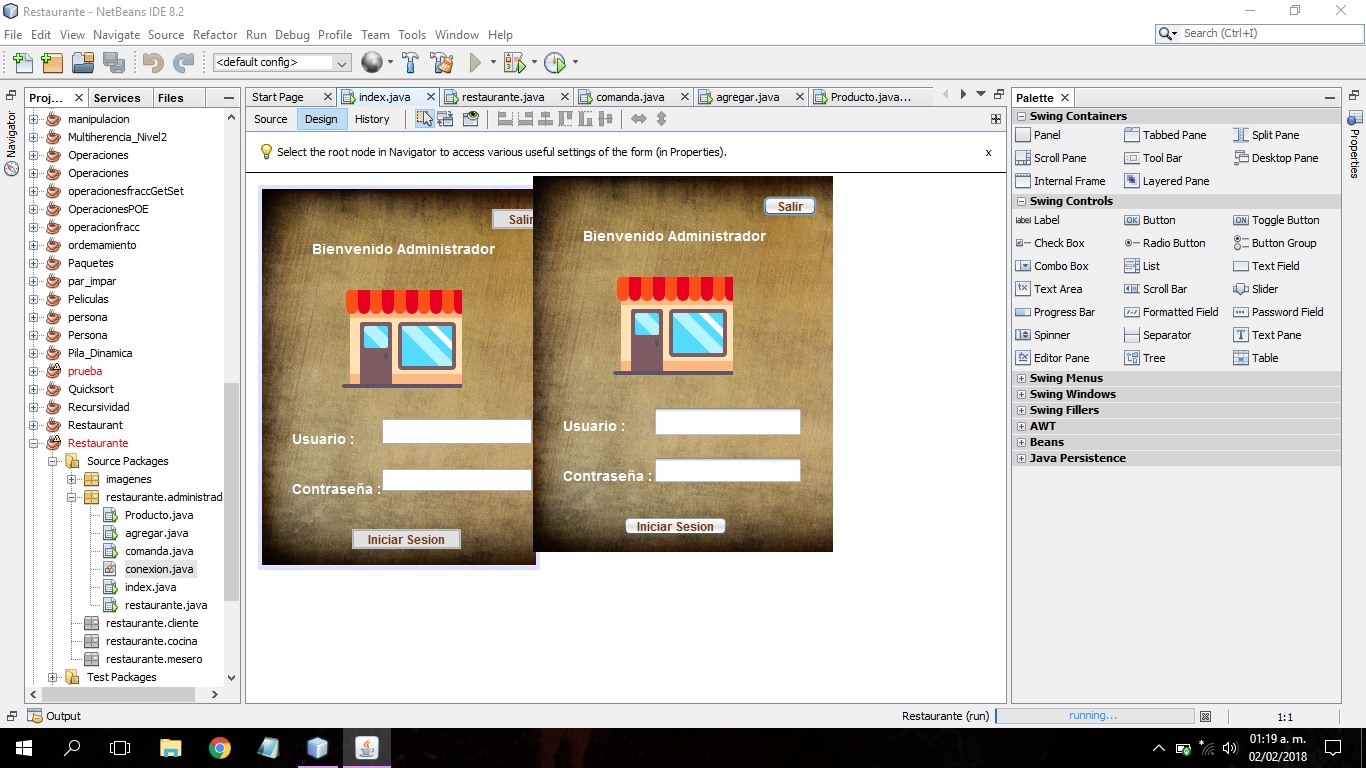 Restaurante - NetBeans IDE 8.2
File Edit View Navigate Source Refactor Run Debug Profile Team Tools Window Help
Search (Ctrl+I)
<default config>
Proj... Services Files
Navigator
manipulacion
Multiherencia_Nivel2
Operaciones
Operaciones
operacionesfraccGetSet
OperacionesPOE
operacionfracc
ordemamiento
Paquetes
par_impar
Peliculas
persona
Persona
Pila_Dinamica
prueba
Quicksort
Recursividad
Restaurant
Restaurante
Source Packages
imagenes
restaurante.administrad
Producto.java
agregar.java
comanda.java
conexion.java
index.java
restaurante.java
restaurante.cliente
restaurante.cocina
restaurante.mesero
Test Packages
Start Page index.java restaurante.java comanda.java agregar.java Producto.java...
Source Design History
Select the root node in Navigator to access various useful settings of the form (in Properties). x
Salir
Bienvenido Administrador
Usuario :
Contraseña :
Iniciar Sesion
Salir
Bienvenido Administrador
Usuario :
Contraseña :
Iniciar Sesion
Palette
Swing Containers
Panel Tabbed Pane Split Pane
Scroll Pane Tool Bar Desktop Pane
Internal Frame Layered Pane
Swing Controls
label Label OK Button ON Toggle Button
Check Box Radio Button Button Group
Combo Box List Text Field
Text Area Scroll Bar Slider
Progress Bar Formatted Field Password Field
Spinner Separator T Text Pane
Editor Pane Tree Table
Swing Menus
Swing Windows
Swing Fillers
AWT
Beans
Java Persistence
Properties
Output
Restaurante (run) running... 1:1
01:19 a. m.
02/02/2018